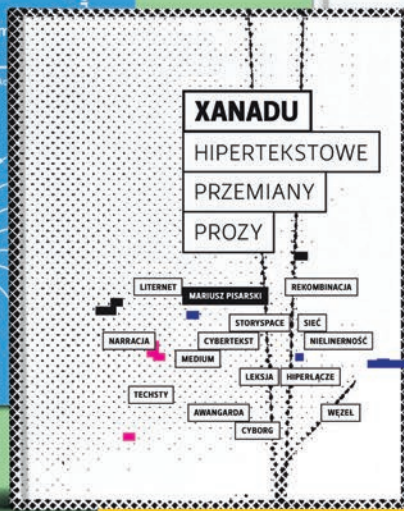 XANADU
HIPERTEKSTOWE
PRZEMIANY
PROZY
LITERNET
MARIUSZ PISARSKI
REKOMBINACJA
STORYSPACE
SIEĆ
NARRACJA
CYBERTEKST
NIELINERNOŚĆ
MEDIUM
LEKSJA
HIPERŁĄCZE
TECHSTY
AWANGARDA
WĘZEŁ
CYBORG